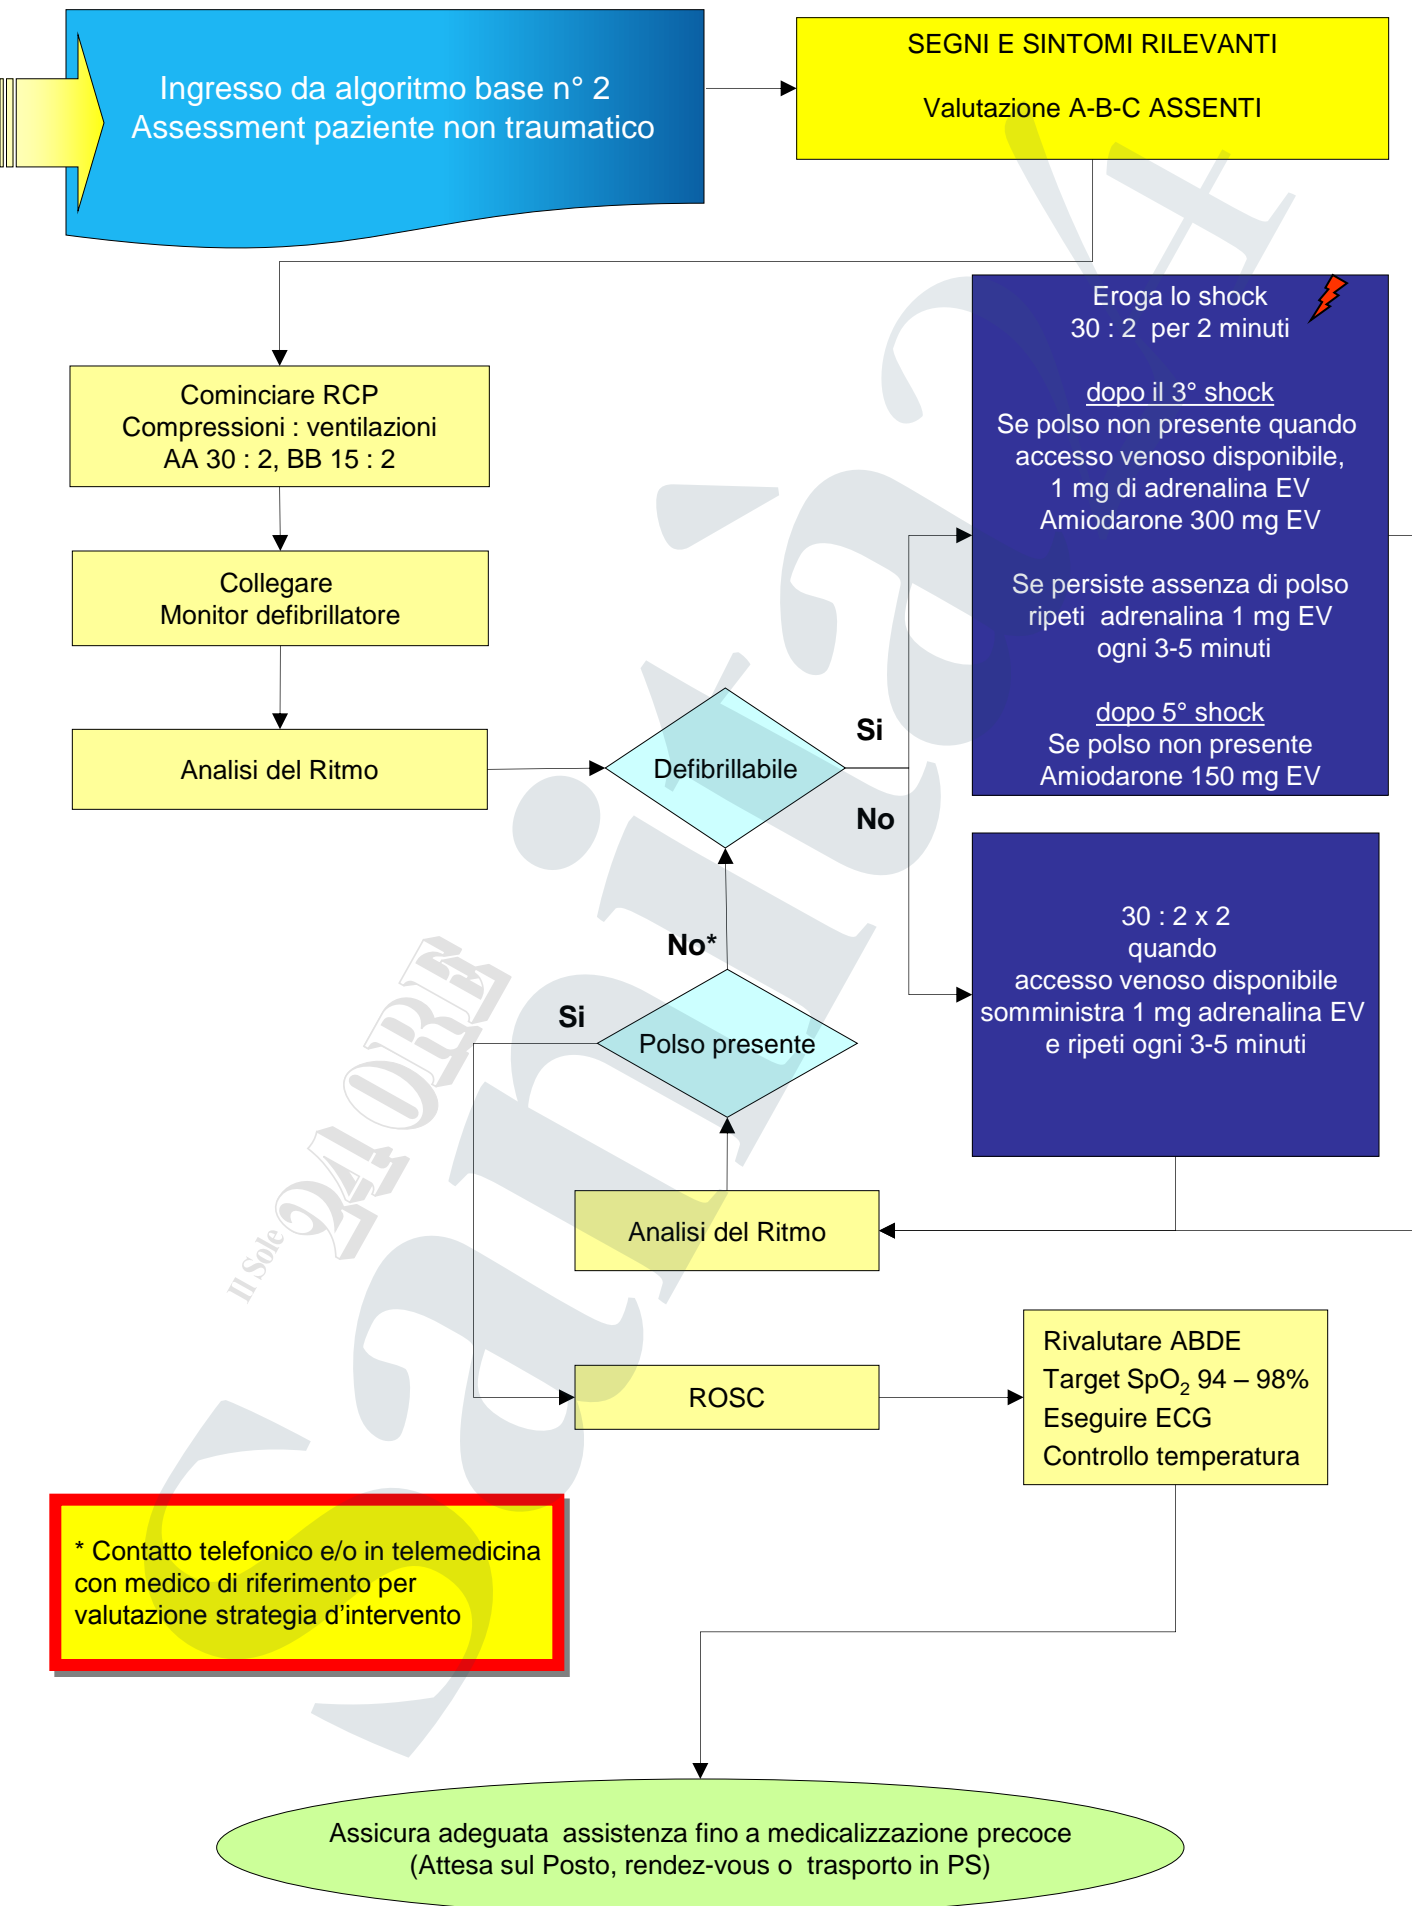 Ingresso da algoritmo base n° 2
Assessment paziente non traumatico
SEGNI E SINTOMI RILEVANTI
Valutazione A-B-C ASSENTI
Cominciare RCP
Compressioni : ventilazioni
AA 30 : 2, BB 15 : 2
Collegare
Monitor defibrillatore
Analisi del Ritmo
Defibrillabile
Si
No
Eroga lo shock
30 : 2 per 2 minuti
dopo il 3° shock
Se polso non presente quando
accesso venoso disponibile,
1 mg di adrenalina EV
Amiodarone 300 mg EV
Se persiste assenza di polso
ripeti adrenalina 1 mg EV
ogni 3-5 minuti
dopo 5° shock
Se polso non presente
Amiodarone 150 mg EV
30 : 2 x 2
quando
accesso venoso disponibile
somministra 1 mg adrenalina EV
e ripeti ogni 3-5 minuti
No*
Si
Polso presente
Analisi del Ritmo
ROSC
Rivalutare ABDE
Target SpO2 94 – 98%
Eseguire ECG
Controllo temperatura
* Contatto telefonico e/o in telemedicina
con medico di riferimento per
valutazione strategia d’intervento
Assicura adeguata assistenza fino a medicalizzazione precoce
(Attesa sul Posto, rendez-vous o trasporto in PS)
Il Sole 24 ORE
Sanità24